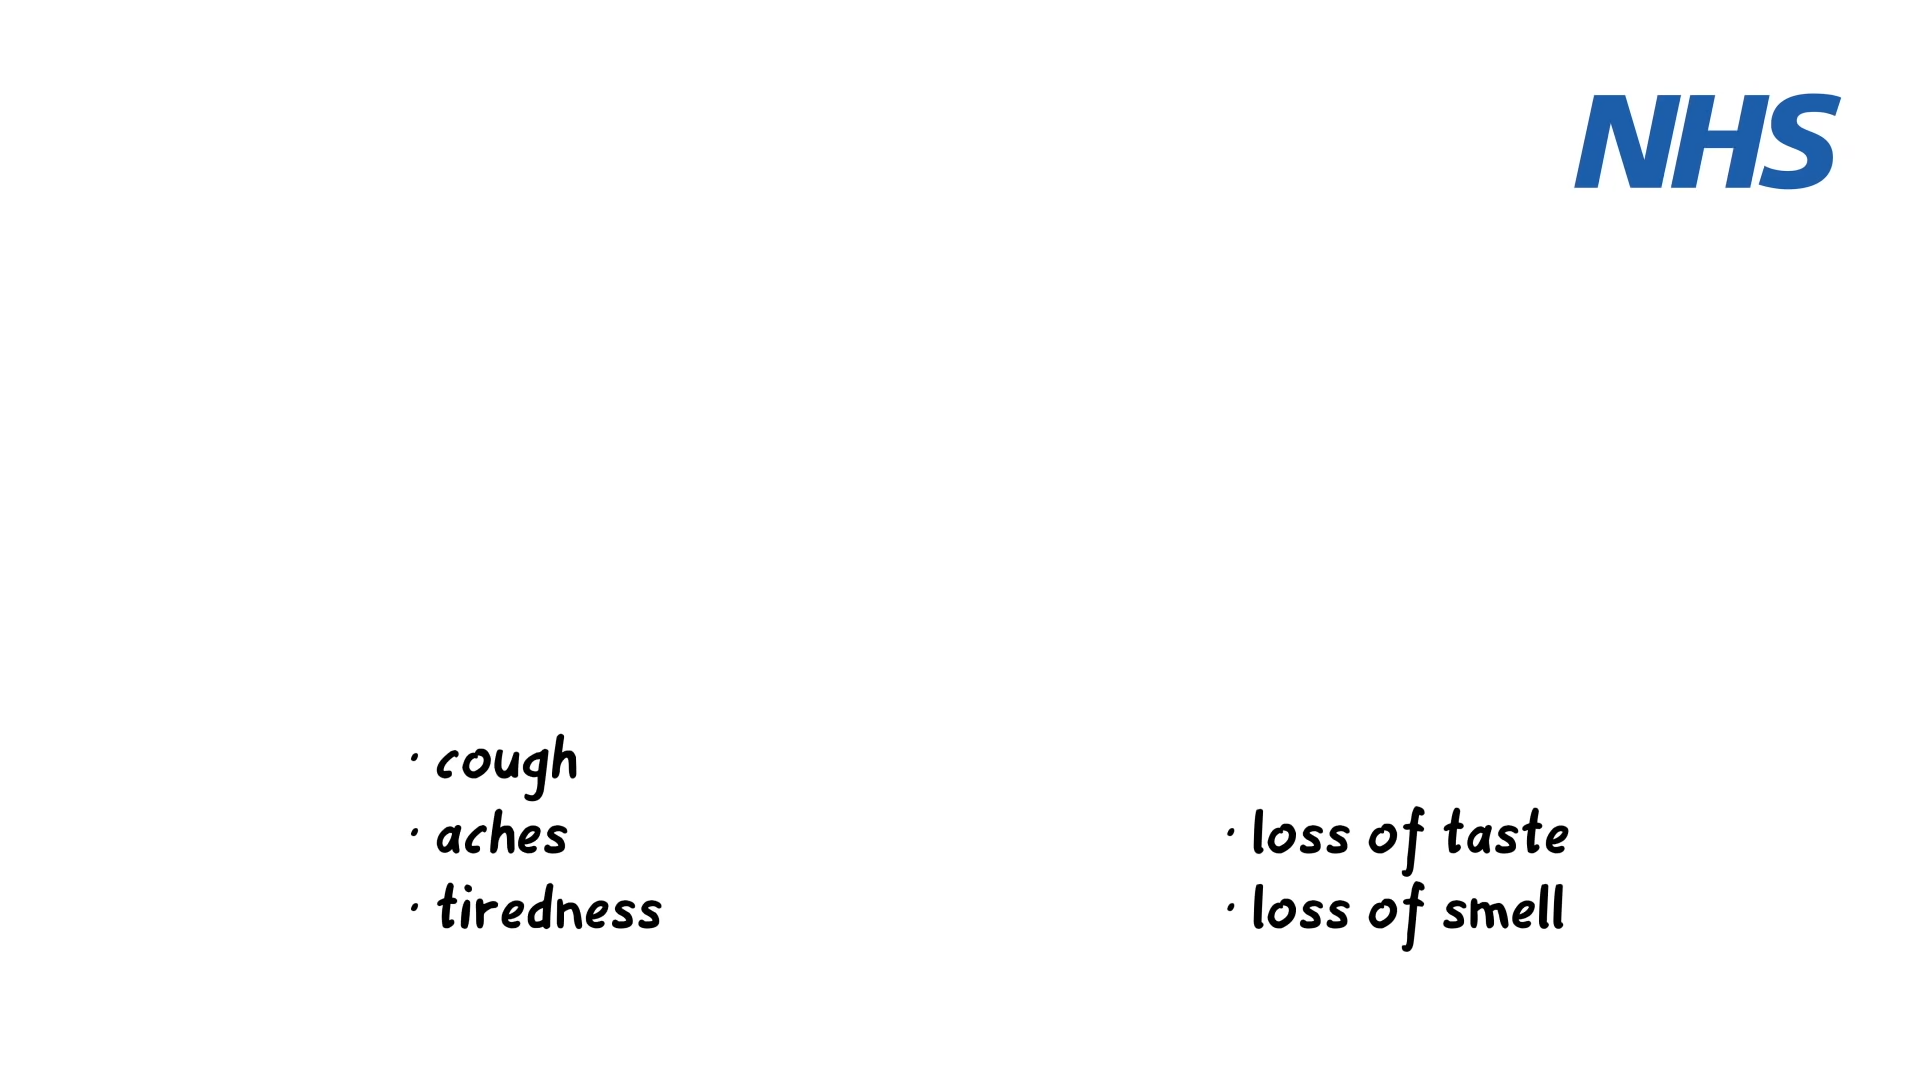 NHS
· cough
· aches
· tiredness
· loss of taste
· loss of smell